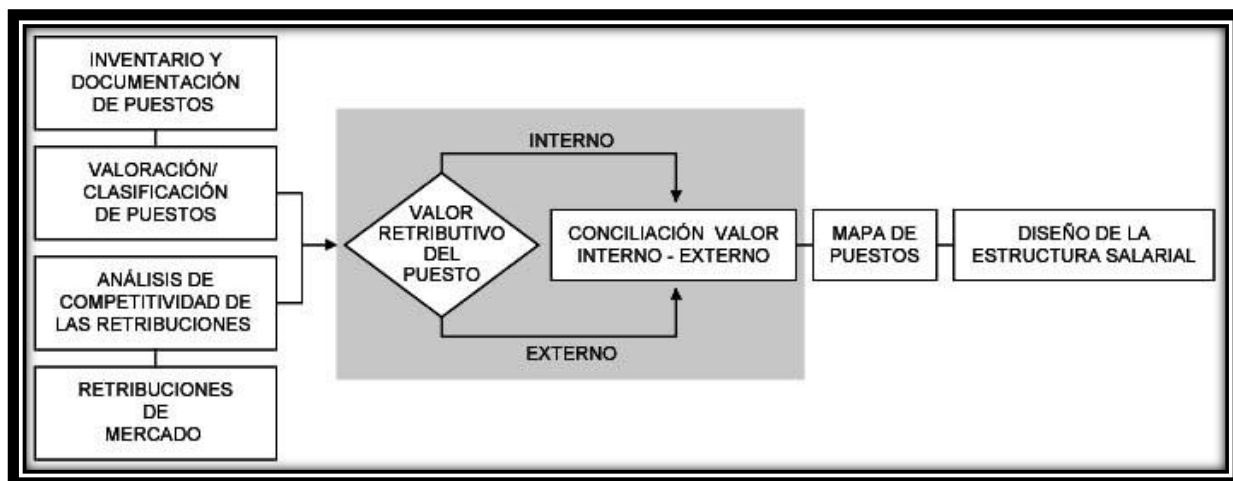 INVENTARIO Y
DOCUMENTACIÓN
DE PUESTOS
VALORACIÓN/
CLASIFICACIÓN
DE PUESTOS
ANÁLISIS DE
COMPETITIVIDAD DE
LAS RETRIBUCIONES
RETRIBUCIONES
DE
MERCADO
INTERNO
VALOR
RETRIBUTIVO
DEL
PUESTO
EXTERNO
CONCILIACIÓN VALOR
INTERNO - EXTERNO
MAPA DE
PUESTOS
DISEÑO DE LA
ESTRUCTURA SALARIAL